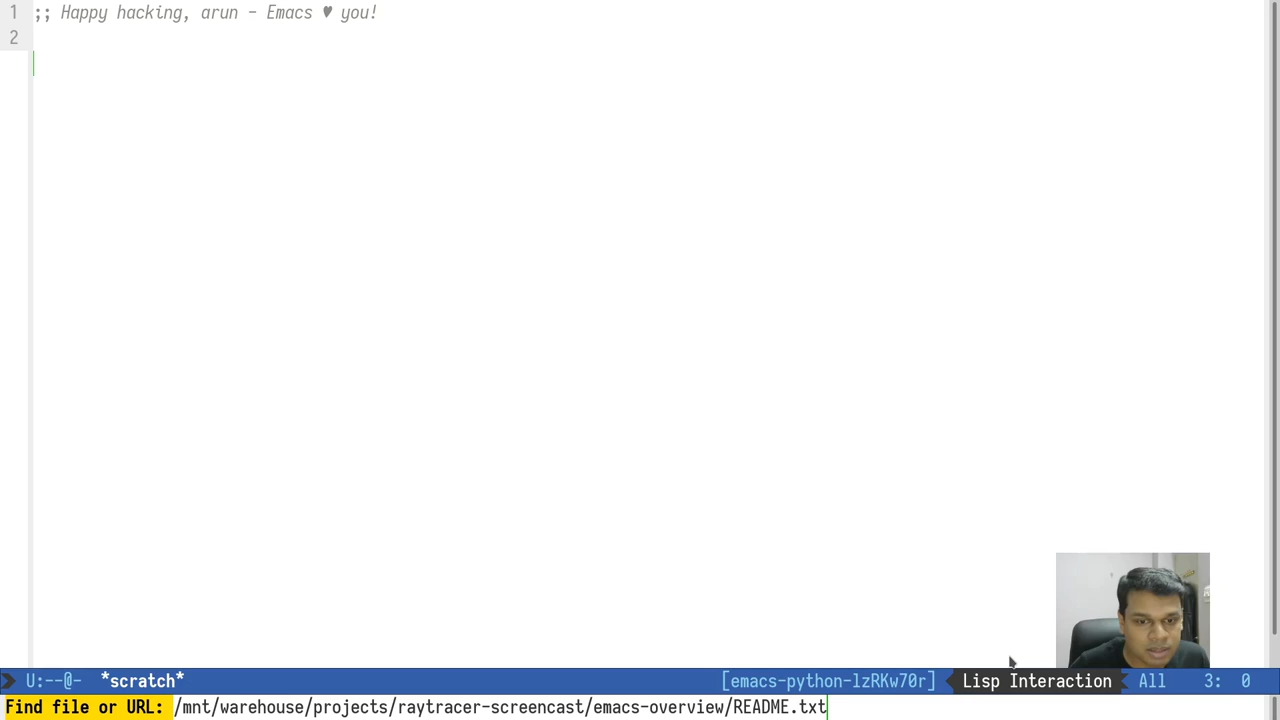 1 ;; Happy hacking, arun - Emacs ♥ you!
2
U:--@- *scratch* [emacs-python-lzRKw70r] Lisp Interaction All 3: 0
Find file or URL: /mnt/warehouse/projects/raytracer-screencast/emacs-overview/README.txt